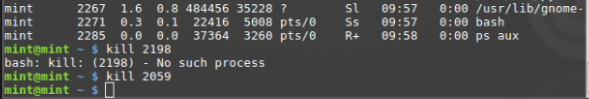 mint 2267 1.6 0.8 484456 35228 ? Sl 09:57 0:00 /usr/lib/gnome-
mint 2271 0.3 0.1 22416 5008 pts/0 Ss 09:57 0:00 bash
mint 2285 0.0 0.0 37364 3260 pts/0 R+ 09:58 0:00 ps aux
mint@mint ~ $ kill 2198
bash: kill: (2198) - No such process
mint@mint ~ $ kill 2059
mint@mint ~ $